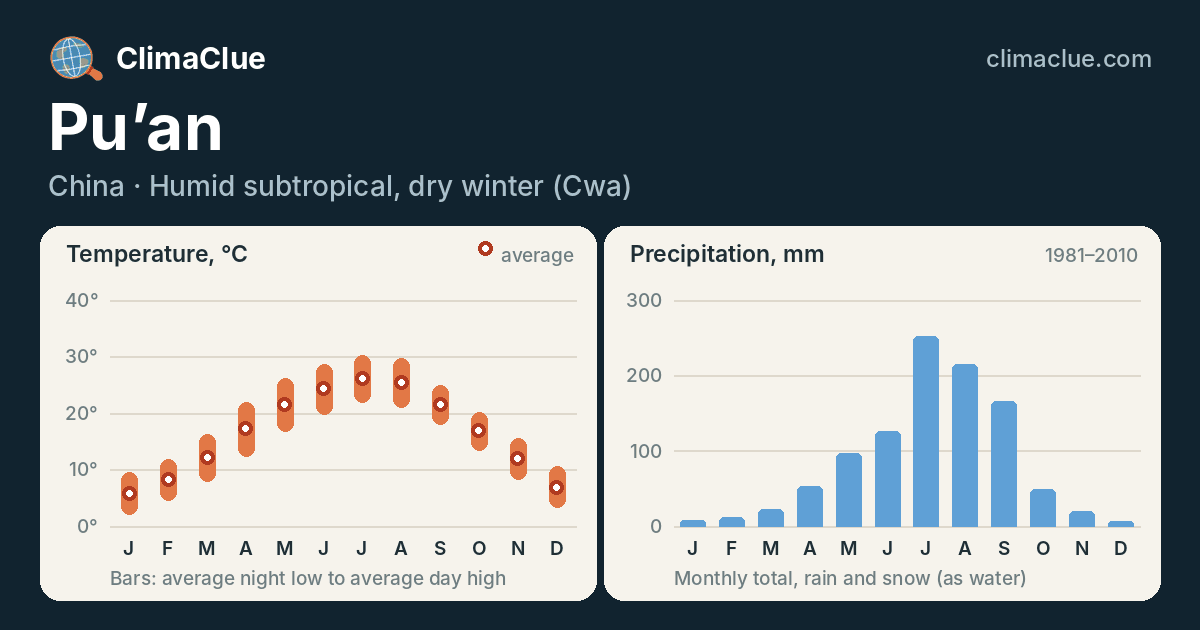 ClimaClue
climaclue.com
Pu’an
China · Humid subtropical, dry winter (Cwa)
Temperature, °C
average
40°
30°
20°
10°
0°
J F M A M J J A S O N D
Bars: average night low to average day high
Precipitation, mm
1981–2010
300
200
100
0
J F M A M J J A S O N D
Monthly total, rain and snow (as water)